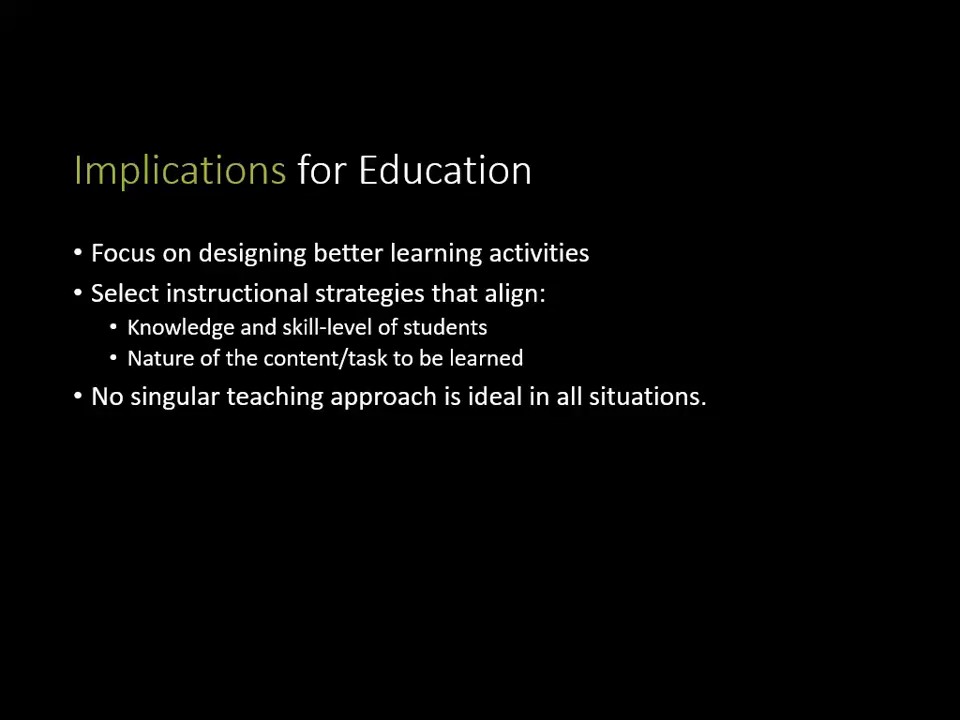 Implications for Education
• Focus on designing better learning activities
• Select instructional strategies that align:
• Knowledge and skill-level of students
• Nature of the content/task to be learned
• No singular teaching approach is ideal in all situations.